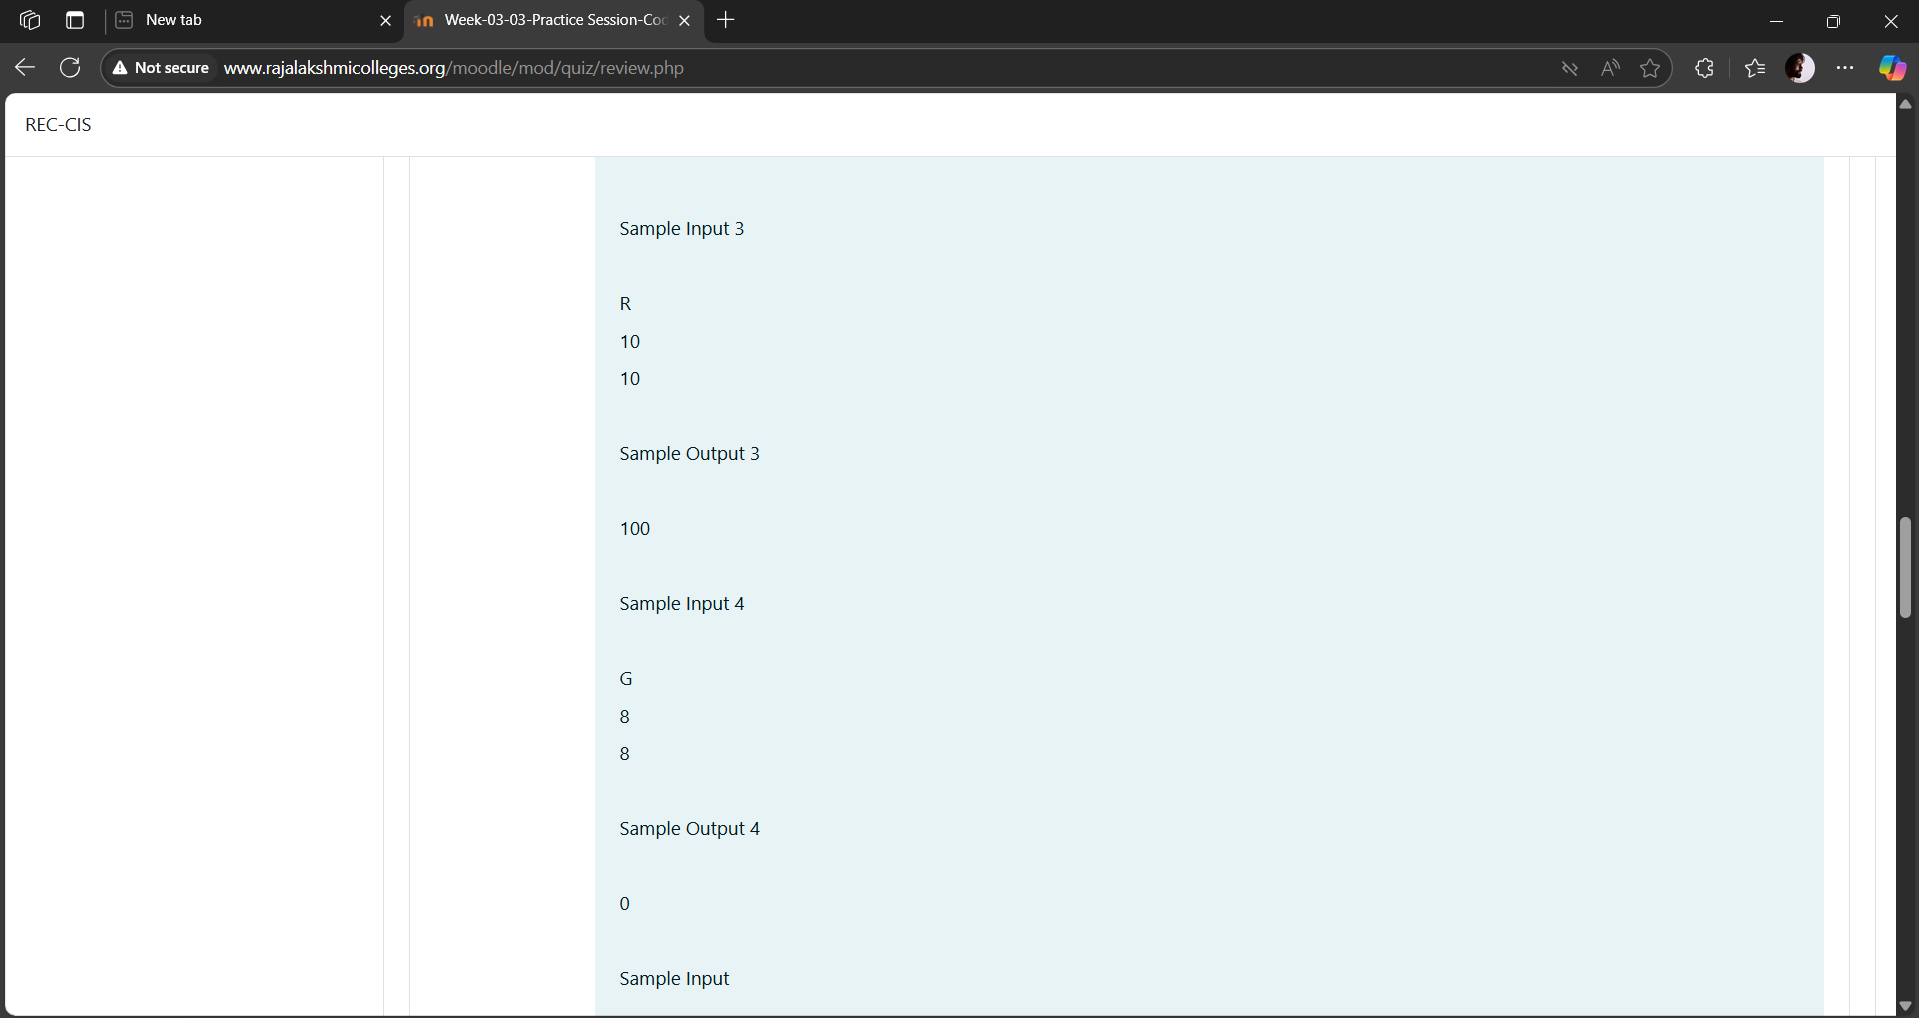 New tab
Week-03-03-Practice Session-Coc
Not secure
www.rajalakshmicolleges.org/moodle/mod/quiz/review.php
REC-CIS
Sample Input 3
R
10
10
Sample Output 3
100
Sample Input 4
G
8
8
Sample Output 4
0
Sample Input